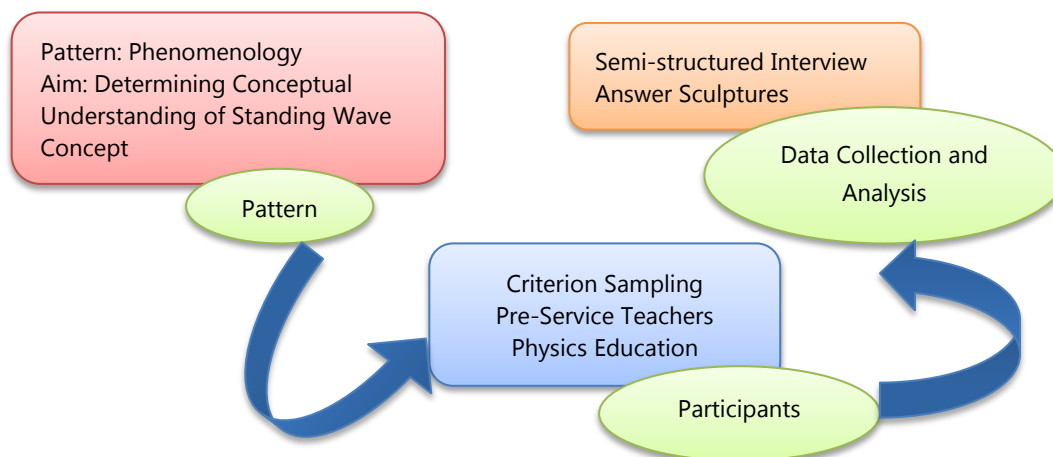 Pattern: Phenomenology
Aim: Determining Conceptual
Understanding of Standing Wave
Concept
Pattern
Criterion Sampling
Pre-Service Teachers
Physics Education
Participants
Semi-structured Interview
Answer Sculptures
Data Collection and
Analysis